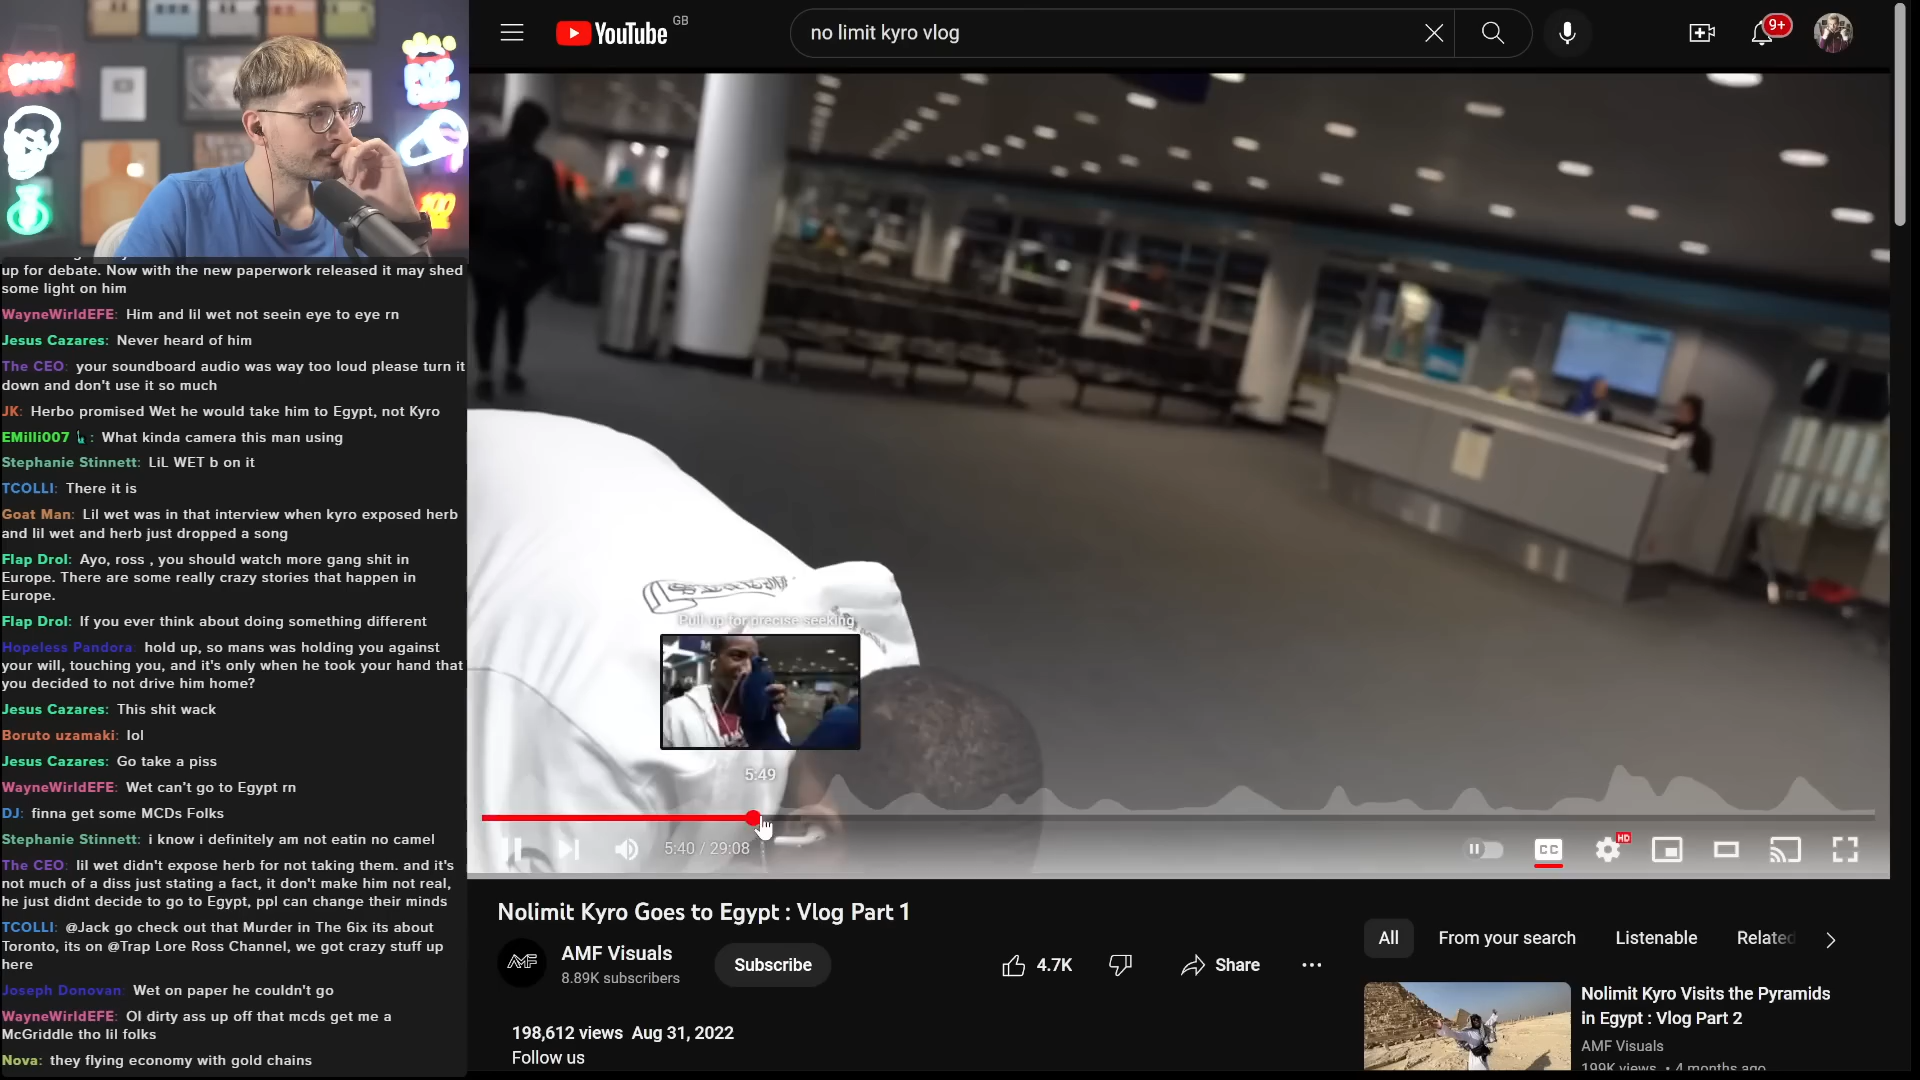 up for debate. Now with the new paperwork released it may shed
some light on him
WayneWirldEFE: Him and lil wet not seein eye to eye rn
Jesus Cazares: Never heard of him
The CEO: your soundboard audio was way too loud please turn it
down and don't use it so much
JK: Herbo promised Wet he would take him to Egypt, not Kyro
EMilli007 : What kinda camera this man using
Stephanie Stinnett: LiL WET b on it
TCOLLI: There it is
Goat Man: Lil wet was in that interview when kyro exposed herb
and lil wet and herb just dropped a song
Flap Drol: Ayo, ross , you should watch more gang shit in
Europe. There are some really crazy stories that happen in
Europe.
Flap Drol: If you ever think about doing something different
Hopeless Pandora: hold up, so mans was holding you against
your will, touching you, and it's only when he took your hand that
you decided to not drive him home?
Jesus Cazares: This shit wack
Boruto uzamaki: lol
Jesus Cazares: Go take a piss
WayneWirldEFE: Wet can't go to Egypt rn
DJ: finna get some MCDs Folks
Stephanie Stinnett: i know i definitely am not eatin no camel
The CEO: lil wet didn't expose herb for not taking them. and it's
not much of a diss just stating a fact, it don't make him not real,
he just didnt decide to go to Egypt, ppl can change their minds
TCOLLI: @Jack go check out that Murder in The 6ix its about
Toronto, its on @Trap Lore Ross Channel, we got crazy stuff up
here
Joseph Donovan: Wet on paper he couldn't go
WayneWirldEFE: Ol dirty ass up off that mcds get me a
McGriddle tho lil folks
Nova: they flying economy with gold chains
YouTube GB
no limit kyro vlog
9+
Pull up for precise seeking
5:49
5:40 / 29:08
CC
HD
Nolimit Kyro Goes to Egypt : Vlog Part 1
AMF
AMF Visuals
8.89K subscribers
Subscribe
4.7K
Share
198,612 views Aug 31, 2022
Follow us
All
From your search
Listenable
Related
Nolimit Kyro Visits the Pyramids
in Egypt : Vlog Part 2
AMF Visuals
199K views • 4 months ago